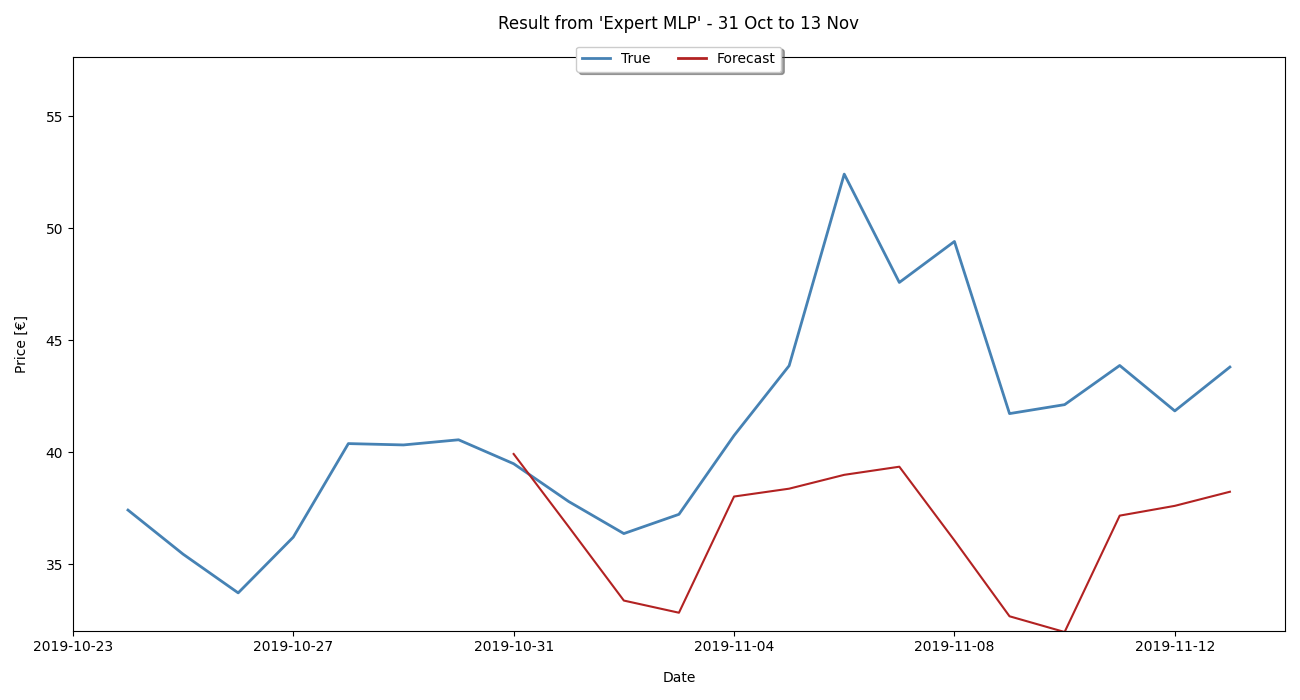 Result from 'Expert MLP' - 31 Oct to 13 Nov
True Forecast
55
50
45
40
35
Price [€]
2019-10-23 2019-10-27 2019-10-31 2019-11-04 2019-11-08 2019-11-12
Date